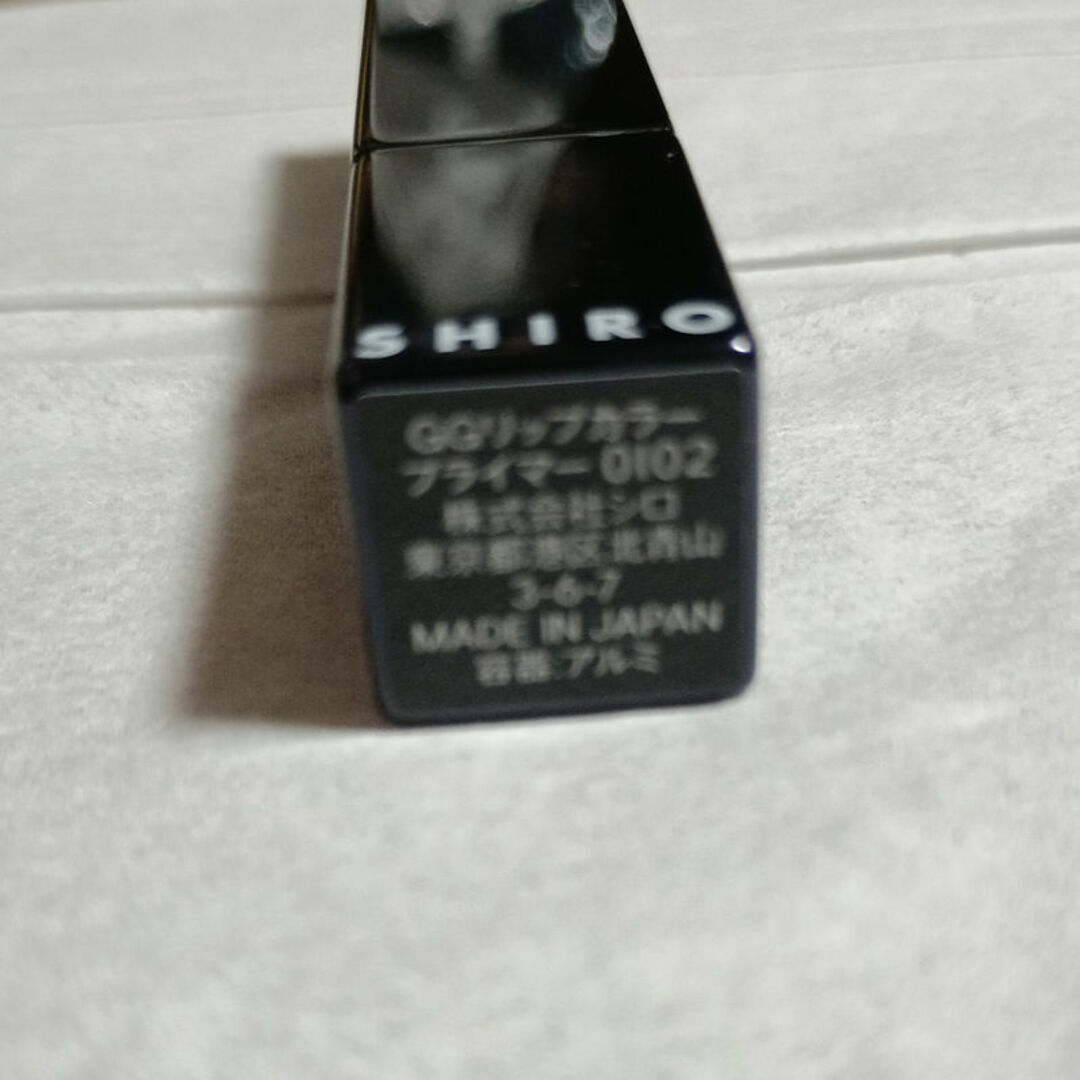 SHIRO
GGリップカラー
プライマー 0I02
株式会社シロ
東京都港区北青山
3-6-7
MADE IN JAPAN
容器:アルミ